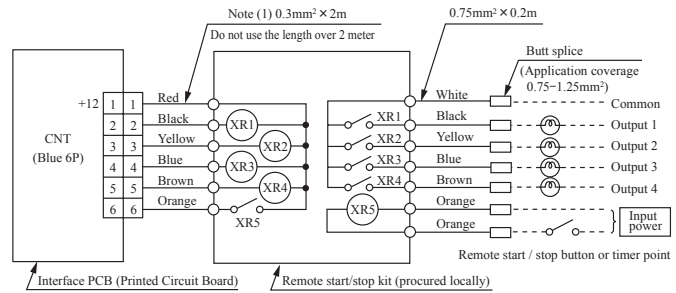 Note (1) 0.3mm² × 2m
Do not use the length over 2 meter
0.75mm² × 0.2m
Butt splice
(Application coverage
0.75−1.25mm²)
CNT
(Blue 6P)
+12 1 1 Red
2 2 Black
3 3 Yellow
4 4 Blue
5 5 Brown
6 6 Orange
XR1
XR2
XR3
XR4
XR5
White Common
XR1 Black Output 1
XR2 Yellow Output 2
XR3 Blue Output 3
XR4 Brown Output 4
XR5 Orange
Orange
Input
power
Remote start / stop button or timer point
Interface PCB (Printed Circuit Board)
Remote start/stop kit (procured locally)